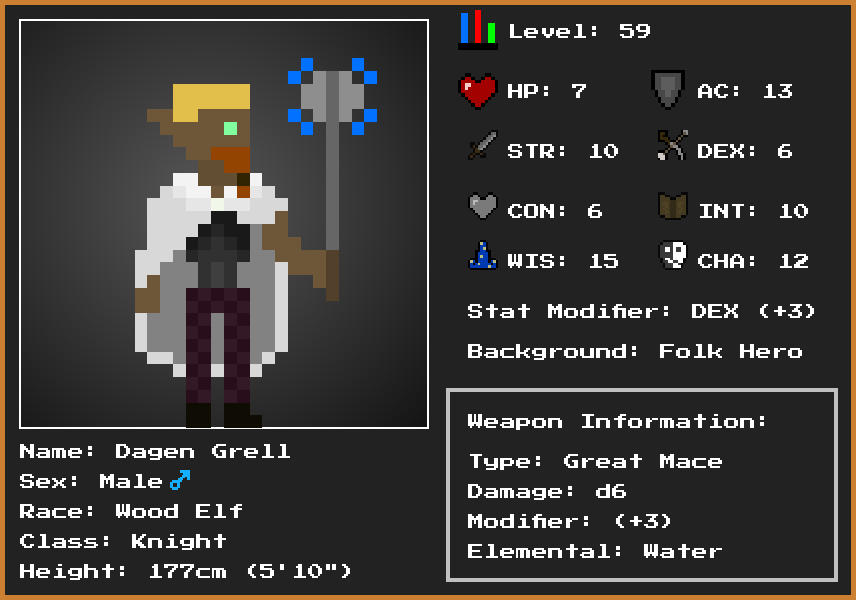 Level: 59
HP: 7
AC: 13
STR: 10
DEX: 6
CON: 6
INT: 10
WIS: 15
CHA: 12
Stat Modifier: DEX (+3)
Background: Folk Hero
Weapon Information:
Type: Great Mace
Damage: d6
Modifier: (+3)
Elemental: Water
Name: Dagen Grell
Sex: Male♂
Race: Wood Elf
Class: Knight
Height: 177cm (5'10")